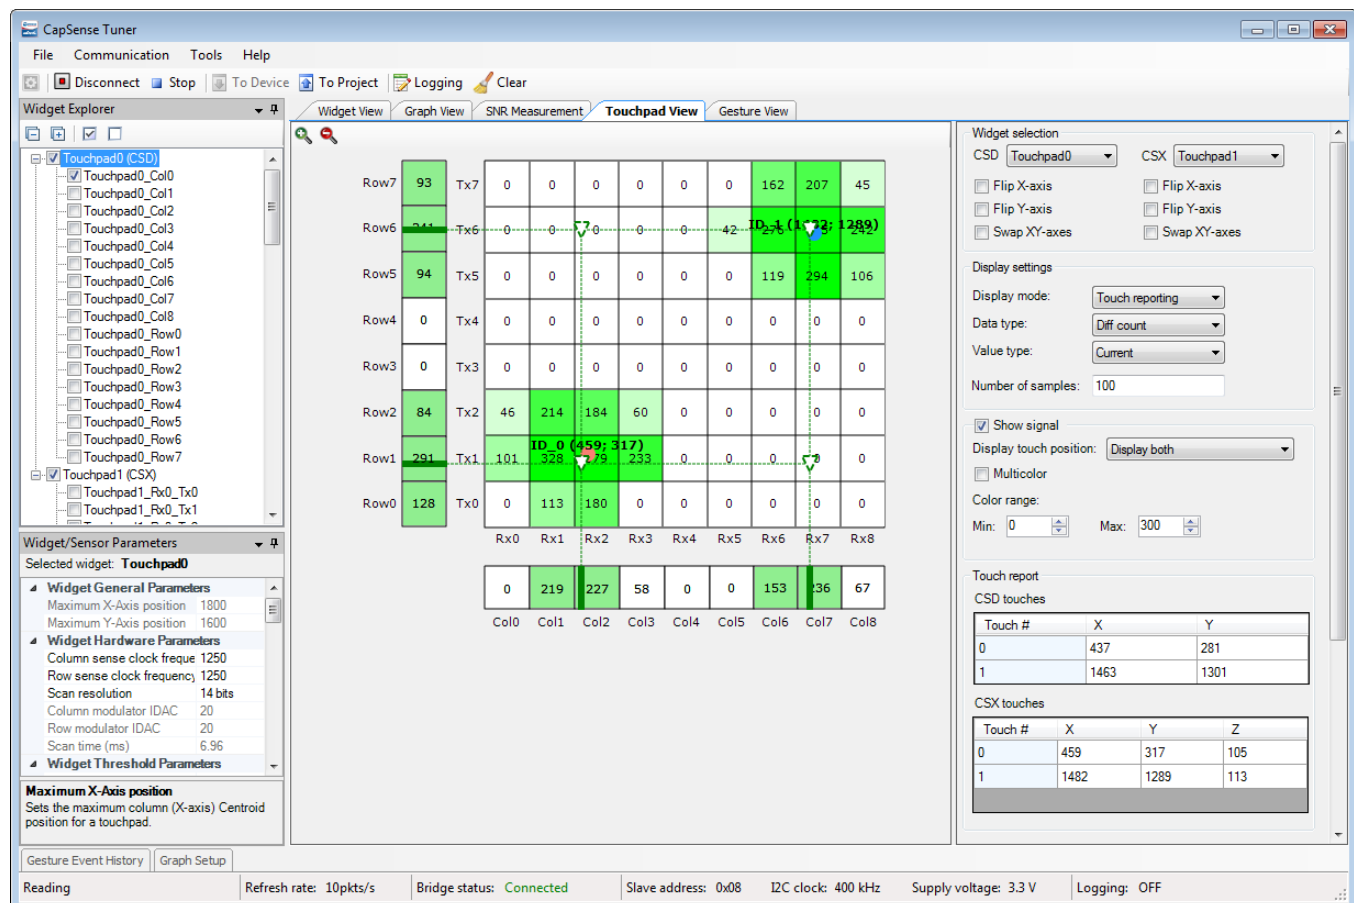 CapSense Tuner
File Communication Tools Help
Disconnect Stop To Device To Project Logging Clear
Widget Explorer
Widget View Graph View SNR Measurement Touchpad View Gesture View
Touchpad0 (CSD)
Touchpad0_Col0
Touchpad0_Col1
Touchpad0_Col2
Touchpad0_Col3
Touchpad0_Col4
Touchpad0_Col5
Touchpad0_Col6
Touchpad0_Col7
Touchpad0_Col8
Touchpad0_Row0
Touchpad0_Row1
Touchpad0_Row2
Touchpad0_Row3
Touchpad0_Row4
Touchpad0_Row5
Touchpad0_Row6
Touchpad0_Row7
Touchpad1 (CSX)
Touchpad1_Rx0_Tx0
Touchpad1_Rx0_Tx1
Widget/Sensor Parameters
Selected widget: Touchpad0
Widget General Parameters
Maximum X-Axis position 1800
Maximum Y-Axis position 1600
Widget Hardware Parameters
Column sense clock freque 1250
Row sense clock frequency 1250
Scan resolution 14 bits
Column modulator IDAC 20
Row modulator IDAC 20
Scan time (ms) 6.96
Widget Threshold Parameters
Maximum X-Axis position
Sets the maximum column (X-axis) Centroid
position for a touchpad.
Row7 93 Tx7 0 0 0 0 0 0 162 207 45
Row6 241 Tx6 0 0 0 0 0 42 276 242
ID_1 (1482; 1289)
Row5 94 Tx5 0 0 0 0 0 0 119 294 106
Row4 0 Tx4 0 0 0 0 0 0 0 0 0
Row3 0 Tx3 0 0 0 0 0 0 0 0 0
Row2 84 Tx2 46 214 184 60 0 0 0 0 0
ID_0 (459; 317)
Row1 291 Tx1 101 328 233 0 0 0 0
Row0 128 Tx0 0 113 180 0 0 0 0 0 0
Rx0 Rx1 Rx2 Rx3 Rx4 Rx5 Rx6 Rx7 Rx8
0 219 227 58 0 0 153 236 67
Col0 Col1 Col2 Col3 Col4 Col5 Col6 Col7 Col8
Widget selection
CSD Touchpad0 CSX Touchpad1
Flip X-axis Flip X-axis
Flip Y-axis Flip Y-axis
Swap XY-axes Swap XY-axes
Display settings
Display mode: Touch reporting
Data type: Diff count
Value type: Current
Number of samples: 100
Show signal
Display touch position: Display both
Multicolor
Color range:
Min: 0 Max: 300
Touch report
CSD touches
Touch # X Y
0 437 281
1 1463 1301
CSX touches
Touch # X Y Z
0 459 317 105
1 1482 1289 113
Gesture Event History Graph Setup
Reading Refresh rate: 10pkts/s Bridge status: Connected Slave address: 0x08 I2C clock: 400 kHz Supply voltage: 3.3 V Logging: OFF